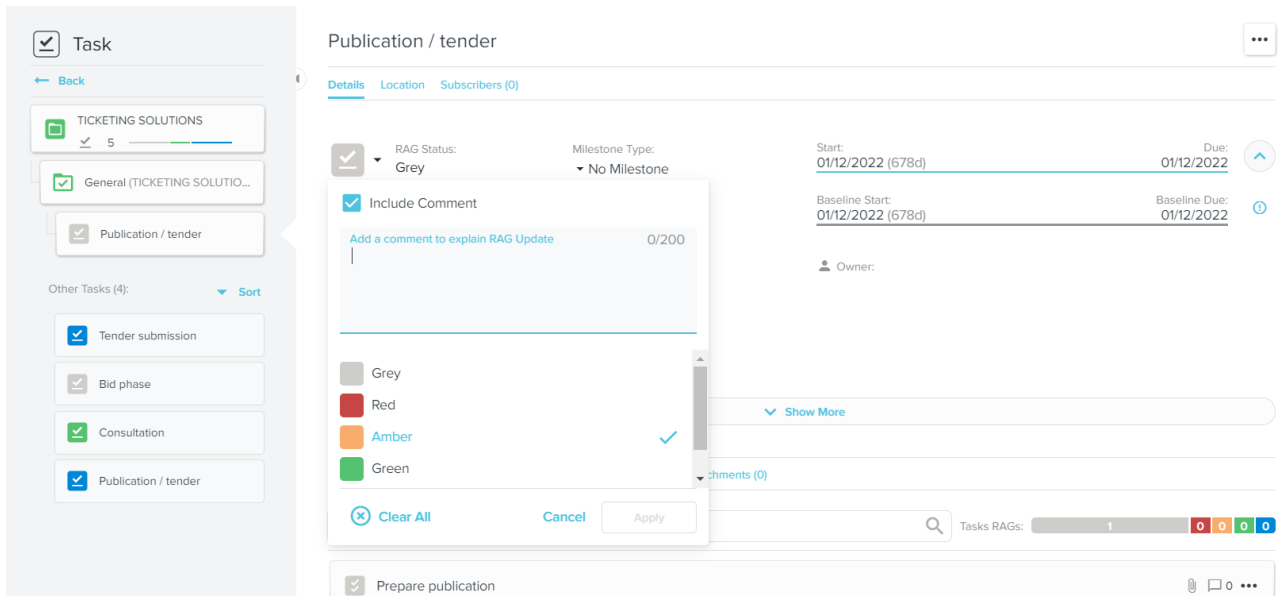 Task
Back
TICKETING SOLUTIONS
5
General (TICKETING SOLUTIO...
Publication / tender
Other Tasks (4):
Sort
Tender submission
Bid phase
Consultation
Publication / tender
Publication / tender
Details Location Subscribers (0)
RAG Status:
Grey
Milestone Type:
No Milestone
Start:
01/12/2022 (678d)
Due:
01/12/2022
Baseline Start:
01/12/2022 (678d)
Baseline Due:
01/12/2022
Owner:
Include Comment
Add a comment to explain RAG Update 0/200
Grey
Red
Amber
Green
Clear All Cancel Apply
Show More
chments (0)
Tasks RAGs: 1 0 0 0 0
Prepare publication 0